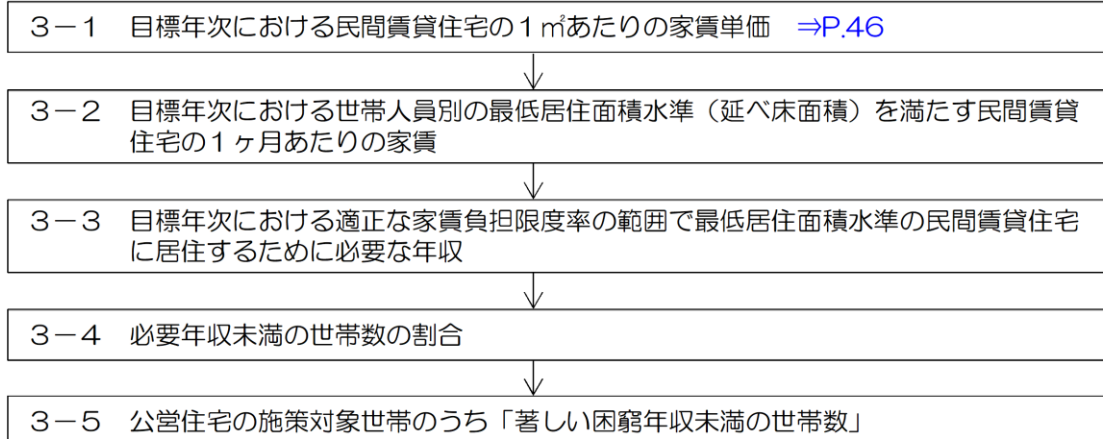 3-1 目標年次における民間賃貸住宅の1㎡あたりの家賃単価 ⇒P.46
3-2 目標年次における世帯人員別の最低居住面積水準(延べ床面積)を満たす民間賃貸
住宅の1ヶ月あたりの家賃
3-3 目標年次における適正な家賃負担限度率の範囲で最低居住面積水準の民間賃貸住宅
に居住するために必要な年収
3-4 必要年収未満の世帯数の割合
3-5 公営住宅の施策対象世帯のうち「著しい困窮年収未満の世帯数」